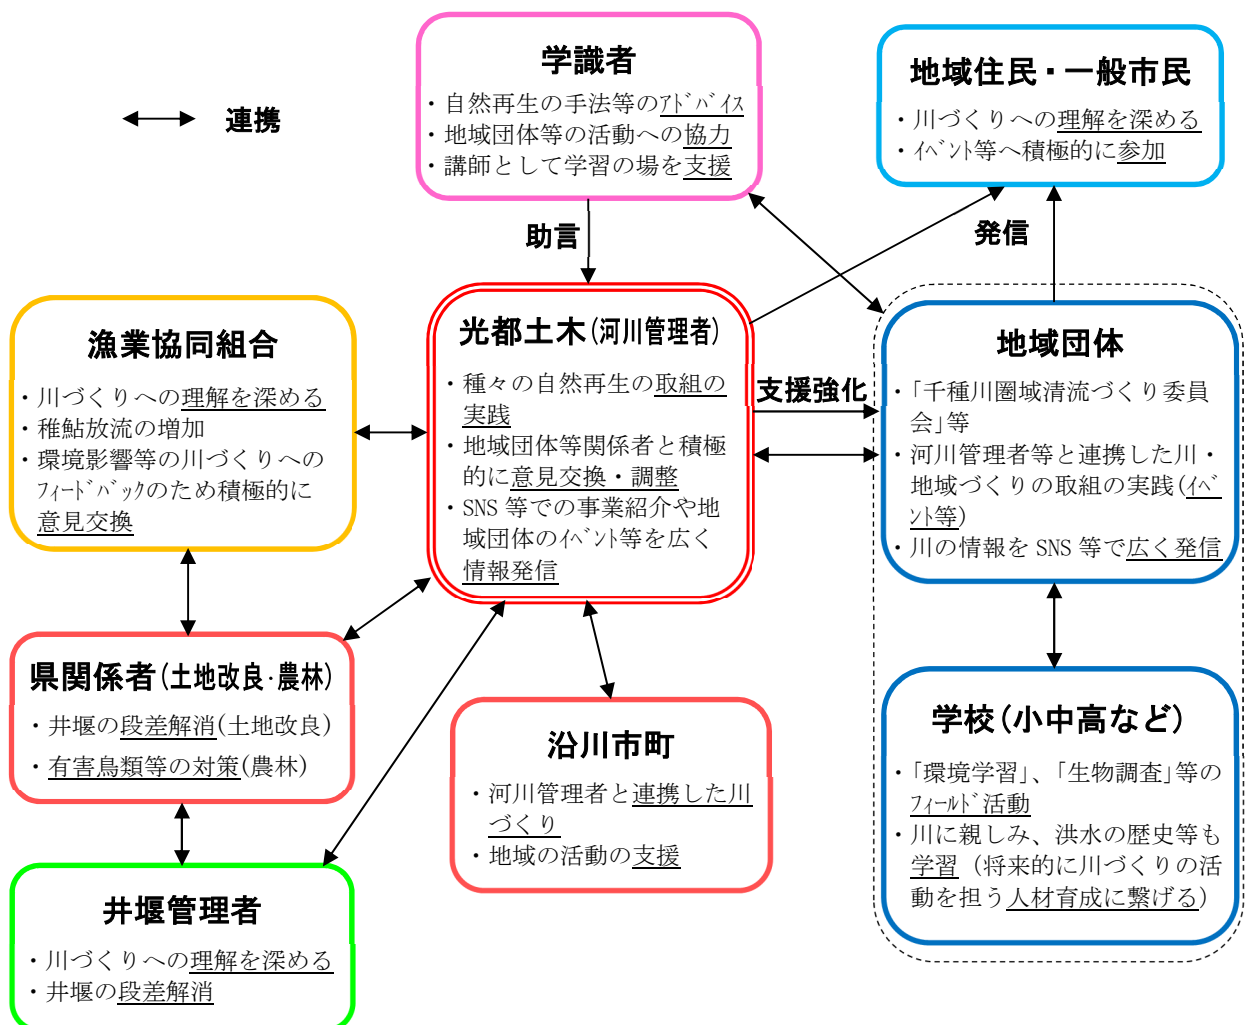 連携
学識者
・自然再生の手法等のｱﾄﾞﾊﾞｲｽ
・地域団体等の活動への協力
・講師として学習の場を支援
地域住民・一般市民
・川づくりへの理解を深める
・ｲﾍﾞﾝﾄ等へ積極的に参加
助言
発信
漁業協同組合
・川づくりへの理解を深める
・稚鮎放流の増加
・環境影響等の川づくりへの
ﾌｨｰﾄﾞﾊﾞｯｸのため積極的に
意見交換
光都土木(河川管理者)
・種々の自然再生の取組の
実践
・地域団体等関係者と積極
的に意見交換・調整
・SNS 等での事業紹介や地
域団体のｲﾍﾞﾝﾄ等を広く
情報発信
支援強化
地域団体
・「千種川圏域清流づくり委員
会」等
・河川管理者等と連携した川・
地域づくりの取組の実践(ｲﾍﾞ
ﾝﾄ等)
・川の情報を SNS 等で広く発信
県関係者(土地改良･農林)
・井堰の段差解消(土地改良)
・有害鳥類等の対策(農林)
沿川市町
・河川管理者と連携した川
づくり
・地域の活動の支援
学校(小中高など)
・「環境学習」、「生物調査」等の
ﾌｨｰﾙﾄﾞ活動
・川に親しみ、洪水の歴史等も
学習（将来的に川づくりの活
動を担う人材育成に繋げる）
井堰管理者
・川づくりへの理解を深める
・井堰の段差解消